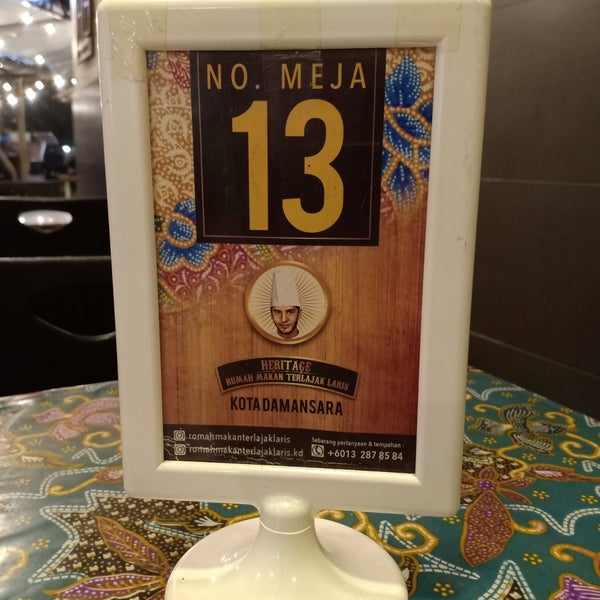 NO. MEJA
13
HERITAGE
RUMAH MAKAN TERLAJAK LARIS
KOTA DAMANSARA
romahmakanterlajaklaris
romahmakanterlajaklaris.kd
Sebarang pertanyaan & tempahan :
+6013 287 85 84